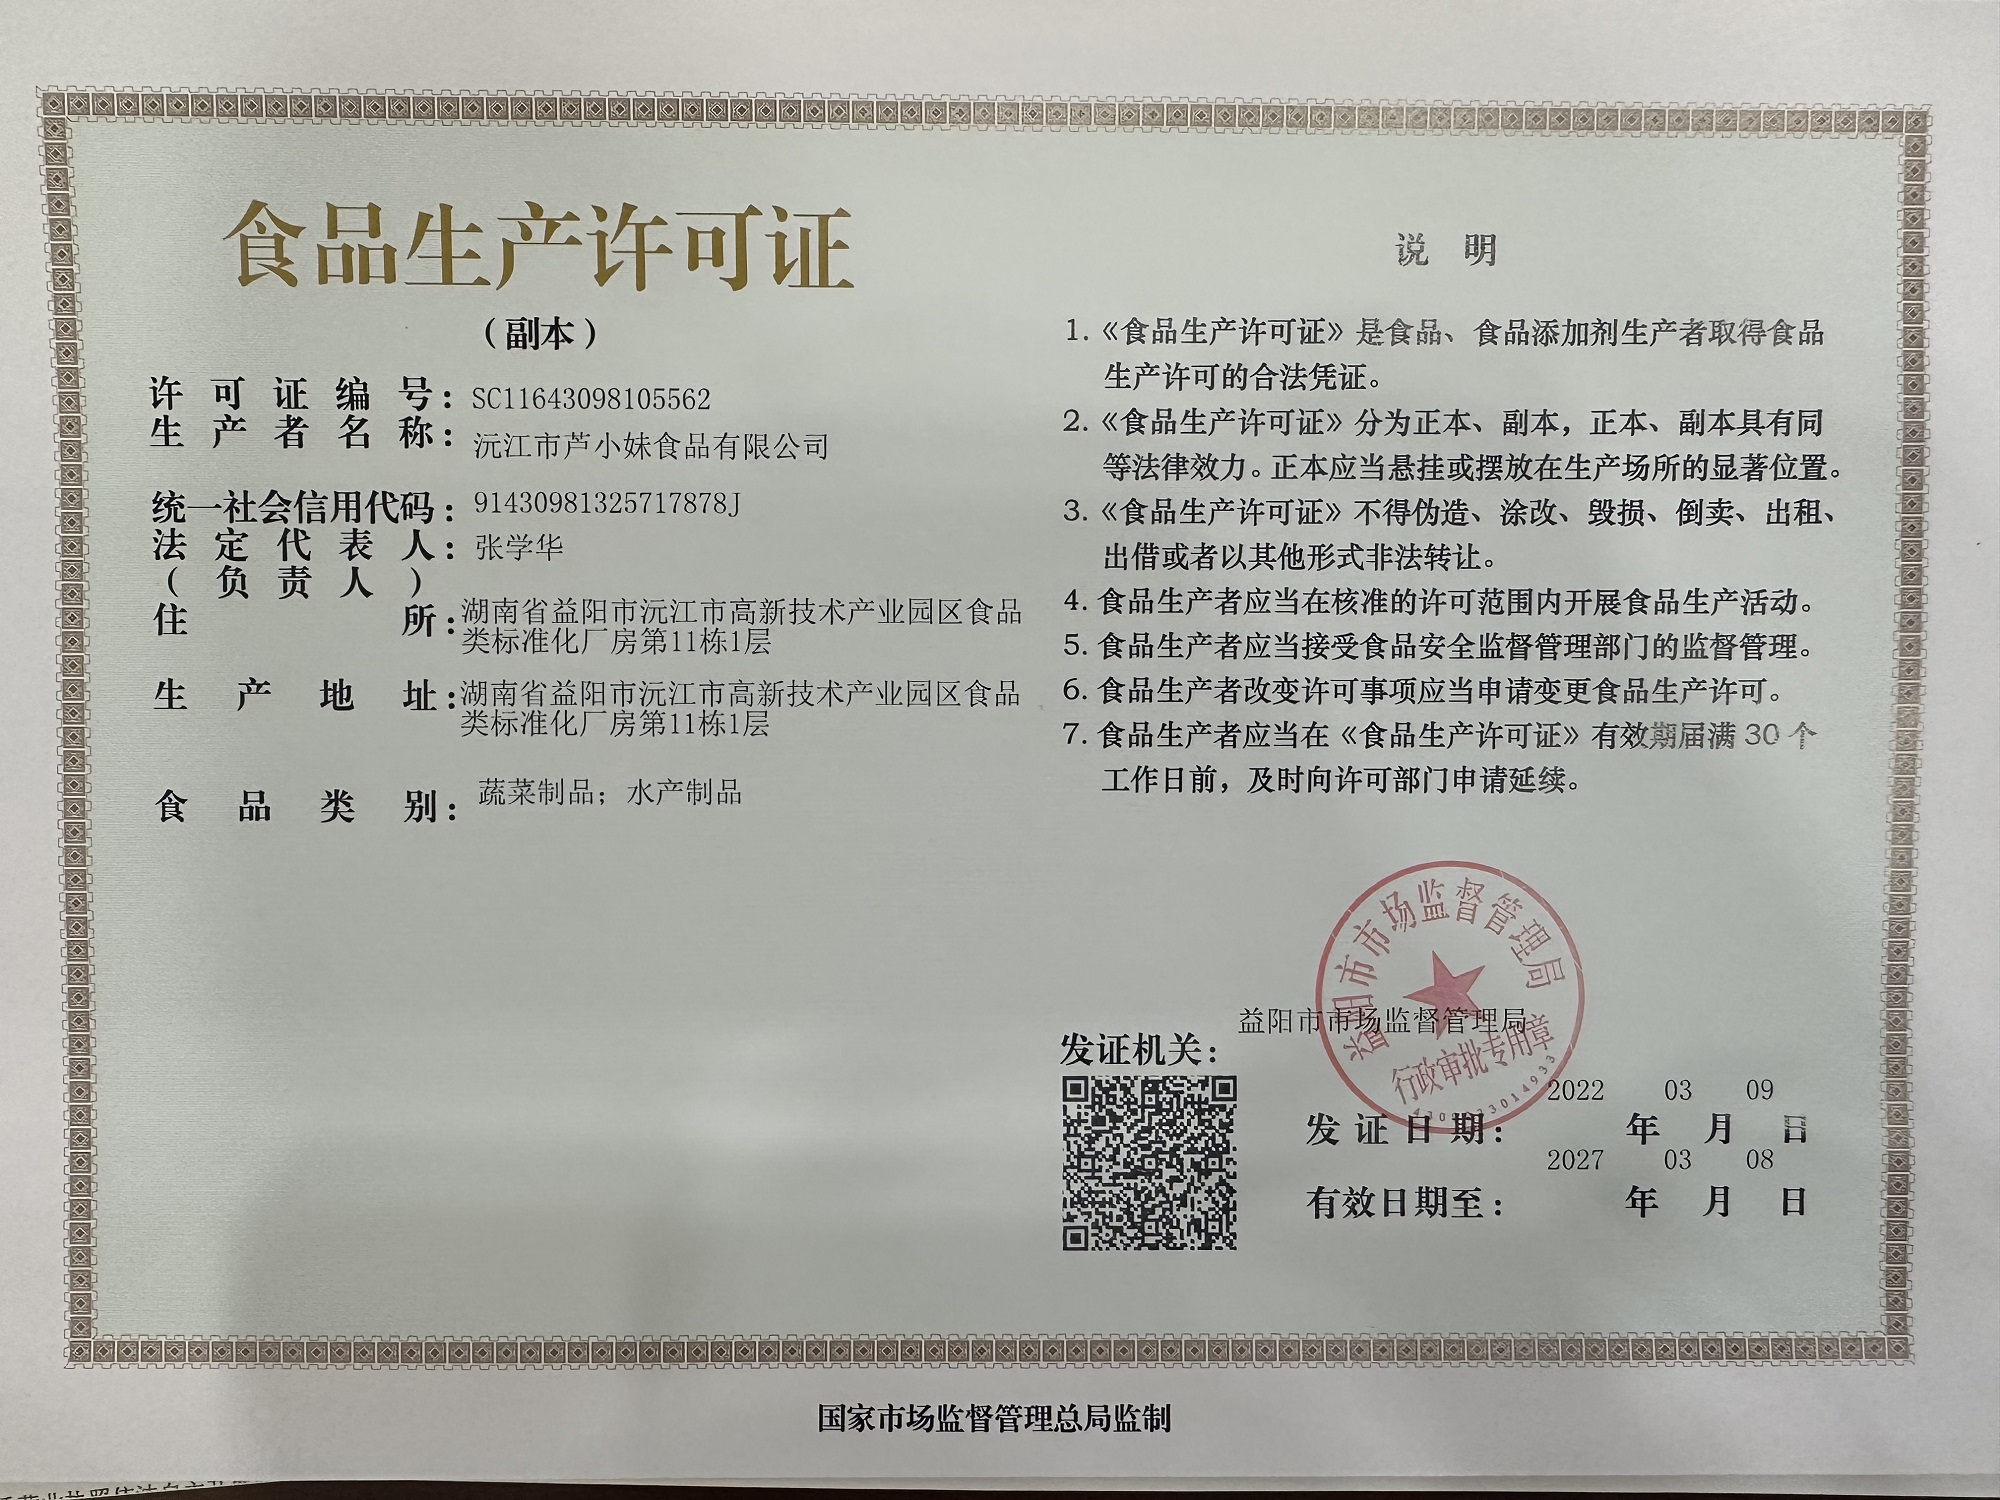 食品生产许可证
（副本）
许可证编号：SC11643098105562
生产者名称：沅江市芦小妹食品有限公司
统一社会信用代码：91430981325717878J
法定代表人：张学华
（负责人）
住所：湖南省益阳市沅江市高新技术产业园区食品
类标准化厂房第11栋1层
生产地址：湖南省益阳市沅江市高新技术产业园区食品
类标准化厂房第11栋1层
食品类别：蔬菜制品；水产制品
说明
1.《食品生产许可证》是食品、食品添加剂生产者取得食品
生产许可的合法凭证。
2.《食品生产许可证》分为正本、副本，正本、副本具有同
等法律效力。正本应当悬挂或摆放在生产场所的显著位置。
3.《食品生产许可证》不得伪造、涂改、毁损、倒卖、出租、
出借或者以其他形式非法转让。
4. 食品生产者应当在核准的许可范围内开展食品生产活动。
5. 食品生产者应当接受食品安全监督管理部门的监督管理。
6. 食品生产者改变许可事项应当申请变更食品生产许可。
7. 食品生产者应当在《食品生产许可证》有效期届满30个
工作日前，及时向许可部门申请延续。
发证机关：益阳市市场监督管理局
益阳市市场监督管理局
行政审批专用章
发证日期：2022年03月09日
有效日期至：2027年03月08日
国家市场监督管理总局监制